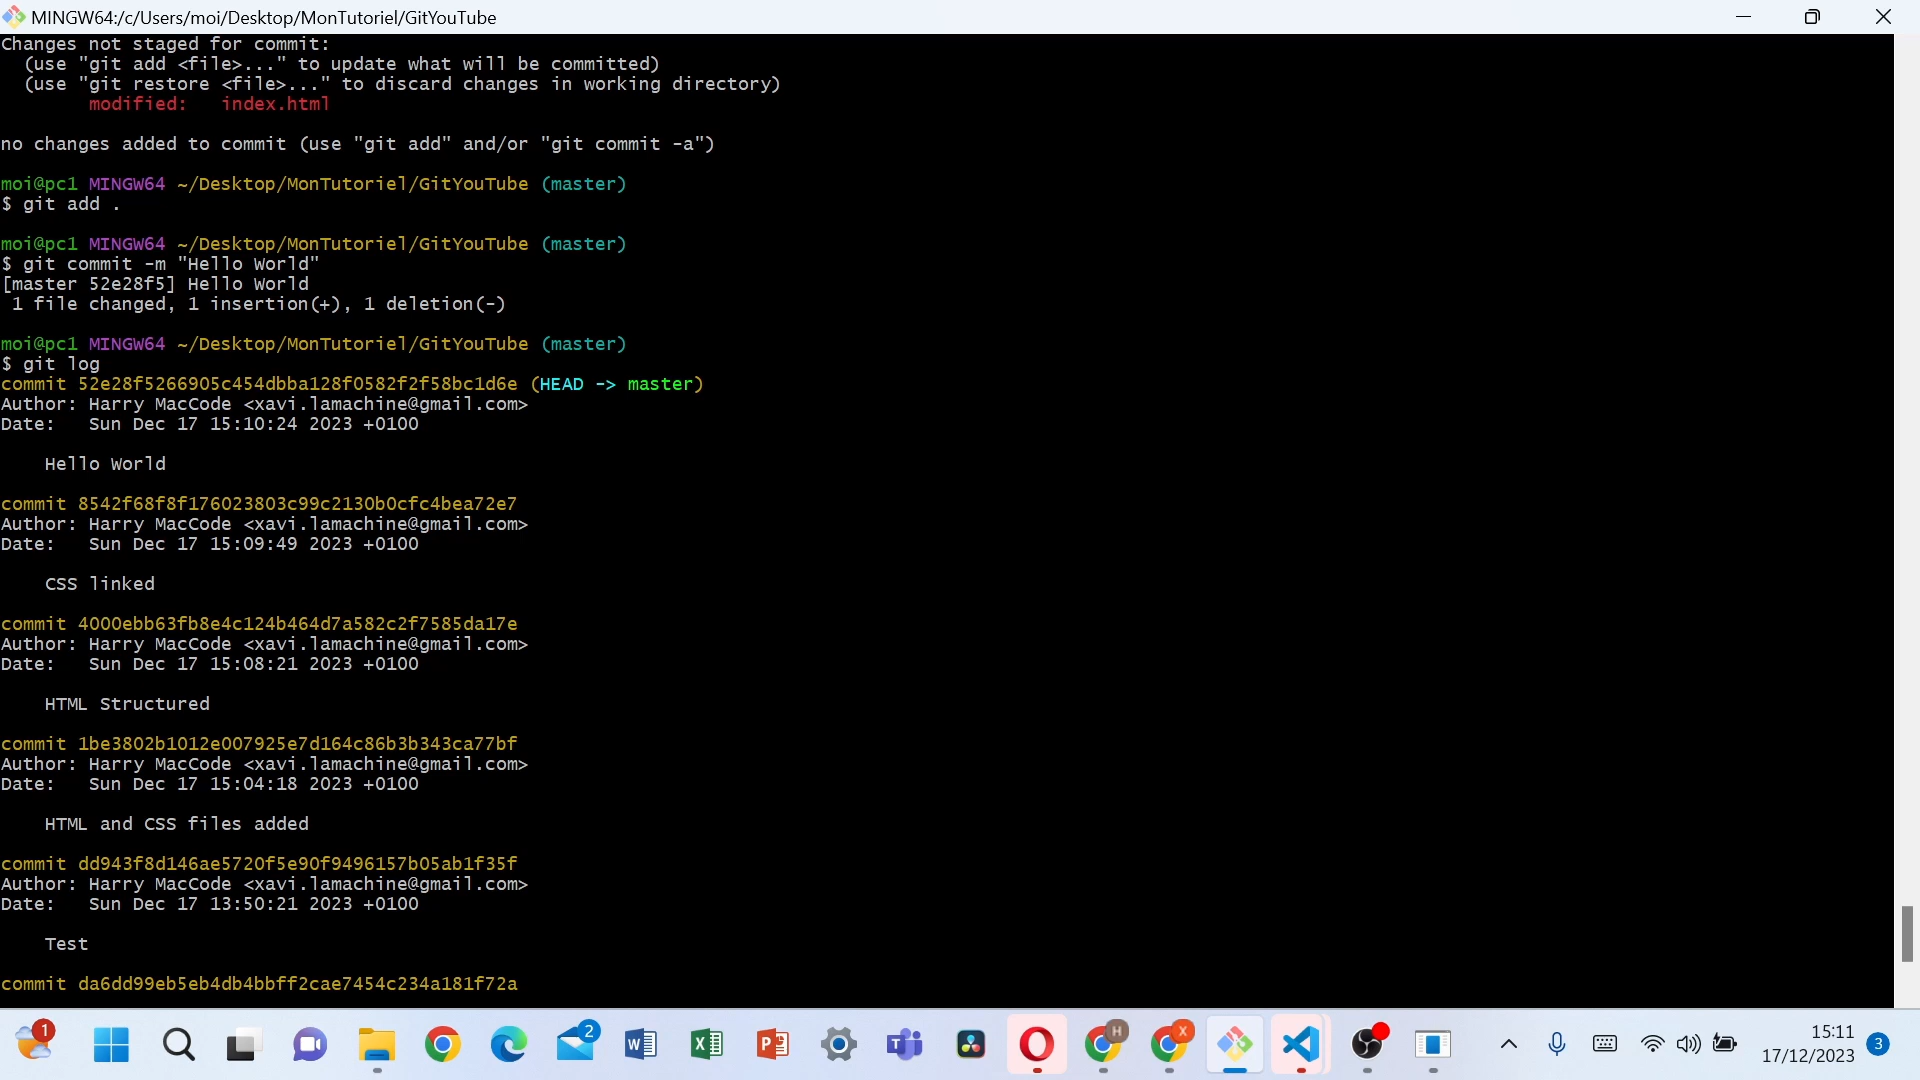 MINGW64:/c/Users/moi/Desktop/MonTutoriel/GitYouTube
Changes not staged for commit:
(use "git add <file>..." to update what will be committed)
(use "git restore <file>..." to discard changes in working directory)
modified:   index.html
no changes added to commit (use "git add" and/or "git commit -a")
moi@pc1 MINGW64 ~/Desktop/MonTutoriel/GitYouTube (master)
$ git add .
moi@pc1 MINGW64 ~/Desktop/MonTutoriel/GitYouTube (master)
$ git commit -m "Hello World"
[master 52e28f5] Hello World
1 file changed, 1 insertion(+), 1 deletion(-)
moi@pc1 MINGW64 ~/Desktop/MonTutoriel/GitYouTube (master)
$ git log
commit 52e28f5266905c454dbba128f0582f2f58bc1d6e (HEAD -> master)
Author: Harry MacCode <xavi.lamachine@gmail.com>
Date:   Sun Dec 17 15:10:24 2023 +0100
Hello World
commit 8542f68f8f176023803c99c2130b0cfc4bea72e7
Author: Harry MacCode <xavi.lamachine@gmail.com>
Date:   Sun Dec 17 15:09:49 2023 +0100
CSS linked
commit 4000ebb63fb8e4c124b464d7a582c2f7585da17e
Author: Harry MacCode <xavi.lamachine@gmail.com>
Date:   Sun Dec 17 15:08:21 2023 +0100
HTML Structured
commit 1be3802b1012e007925e7d164c86b3b343ca77bf
Author: Harry MacCode <xavi.lamachine@gmail.com>
Date:   Sun Dec 17 15:04:18 2023 +0100
HTML and CSS files added
commit dd943f8d146ae5720f5e90f9496157b05ab1f35f
Author: Harry MacCode <xavi.lamachine@gmail.com>
Date:   Sun Dec 17 13:50:21 2023 +0100
Test
commit da6dd99eb5eb4db4bbff2cae7454c234a181f72a
1
2
W
X
P
T
H
X
15:11
17/12/2023
3